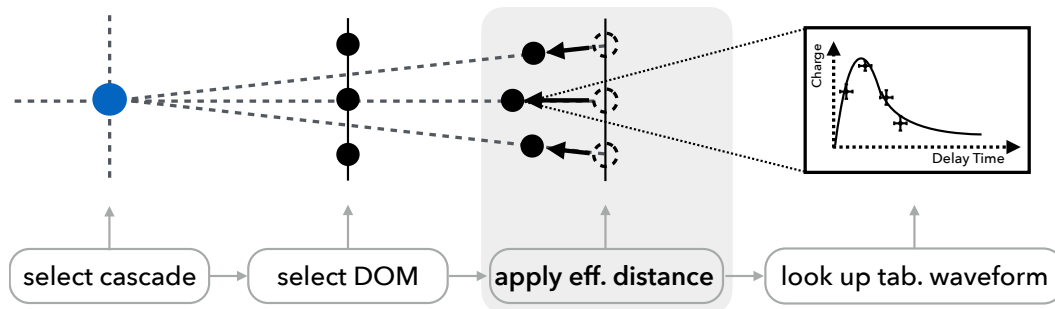 Charge
Delay Time
select cascade
select DOM
apply eff. distance
look up tab. waveform